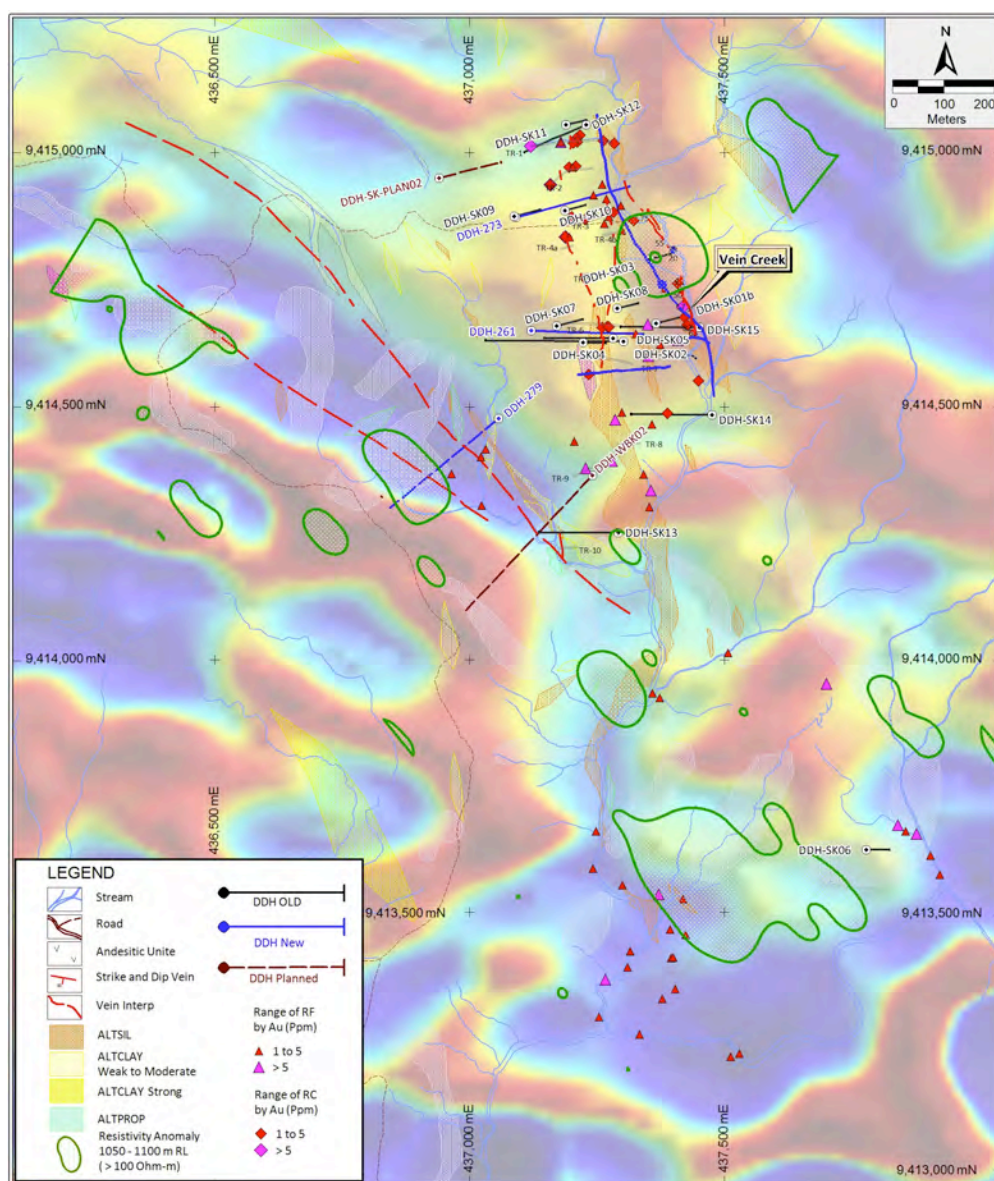 436,500 mE
437,000 mE
437,500 mE
N
0 100 200
Meters
9,415,000 mN
9,415,000 mN
DDH-SK11
DDH-SK12
TR-1
DDH-SK-PLAN02
DDH-SK09
DDH-SK10
DDH-273
TR-4a
TR-4b
DDH-SK03
Vein Creek
DDH-SK08
DDH-SK07
DDH-SK01b
DDH-261
TR-6
DDH-SK15
DDH-SK05
DDH-SK04
DDH-SK02
9,414,500 mN
9,414,500 mN
DDH-279
DDH-SK14
TR-8
DDH-WBK02
TR-9
DDH-SK13
TR-10
9,414,000 mN
9,414,000 mN
436,500 mE
DDH-SK06
9,413,500 mN
9,413,500 mN
437,000 mE
437,500 mE
9,413,000 mN
LEGEND
Stream
Road
Andesitic Unite
Strike and Dip Vein
Vein Interp
ALTSIL
ALTCLAY
Weak to Moderate
ALTCLAY Strong
ALTPROP
Resistivity Anomaly
1050 - 1100 m RL
(> 100 Ohm-m)
DDH OLD
DDH New
DDH Planned
Range of RF
by Au (Ppm)
1 to 5
> 5
Range of RC
by Au (Ppm)
1 to 5
> 5